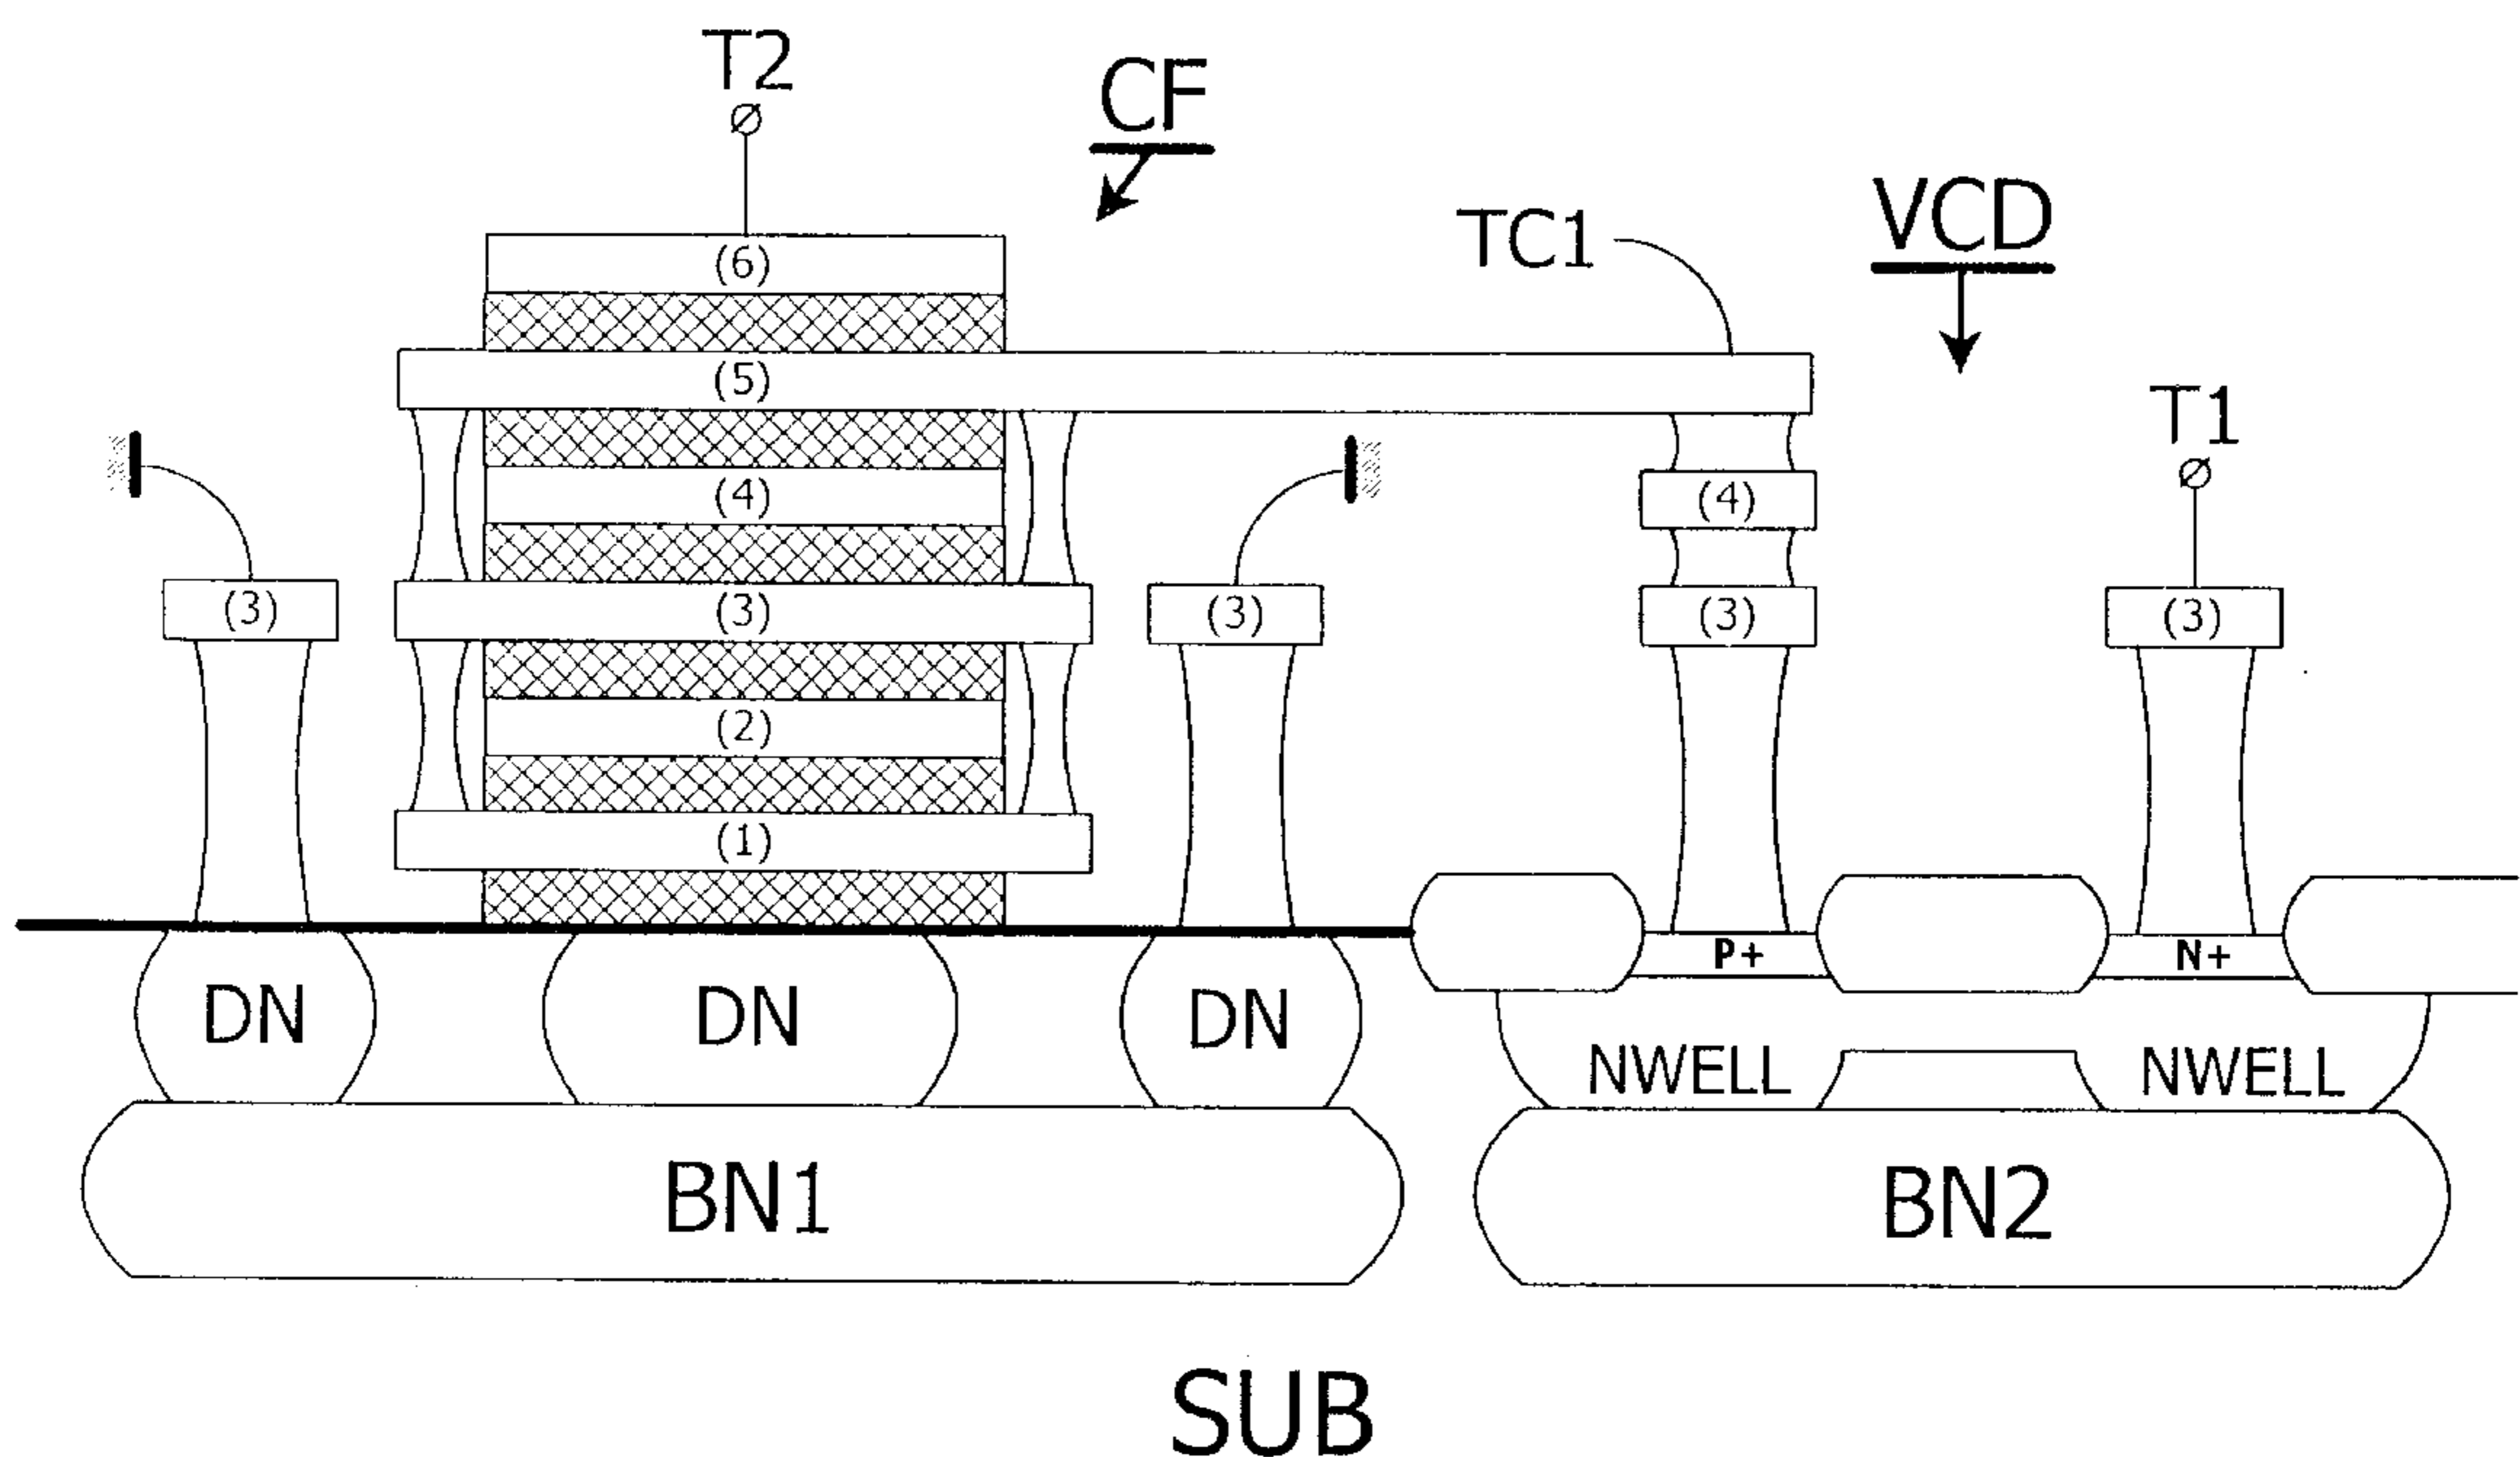 T2
CF
TC1
VCD
(6)
(5)
T1
(4)
(4)
(3)
(3)
(3)
(3)
(3)
(2)
(1)
P+
N+
DN
DN
DN
NWELL
NWELL
BN1
BN2
SUB